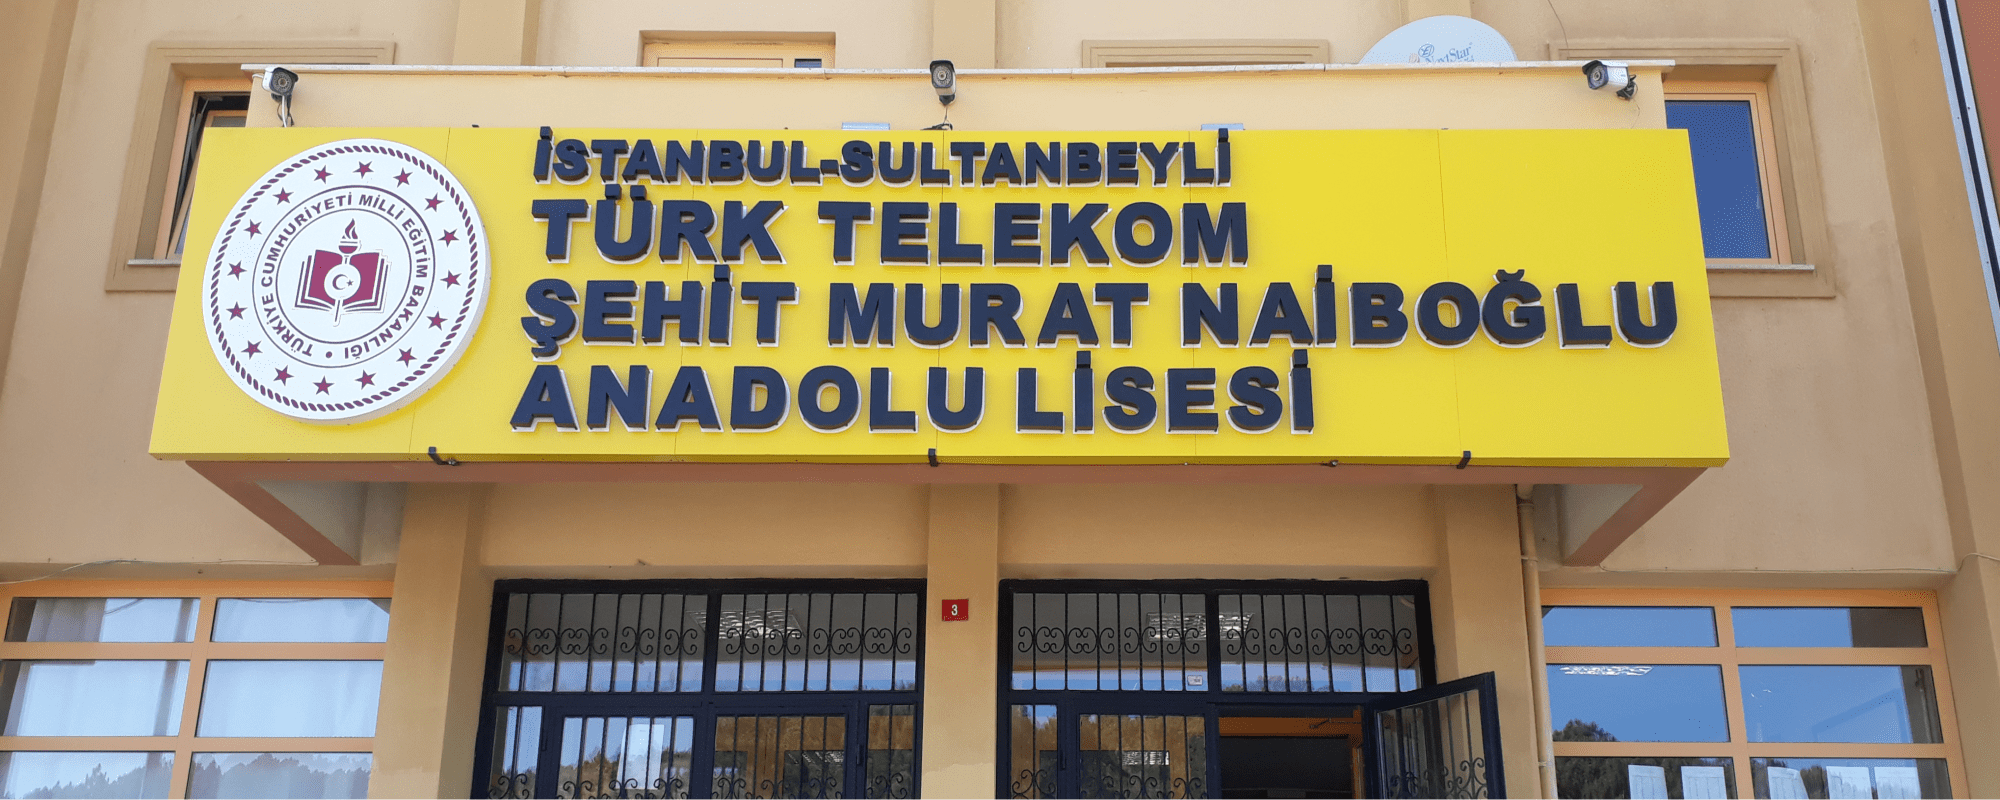 İSTANBUL-SULTANBEYLİ
TÜRK TELEKOM
ŞEHİT MURAT NAİBOĞLU
ANADOLU LİSESİ
TÜRKİYE CUMHURİYETİ MİLLİ EĞİTİM BAKANLIĞI
3